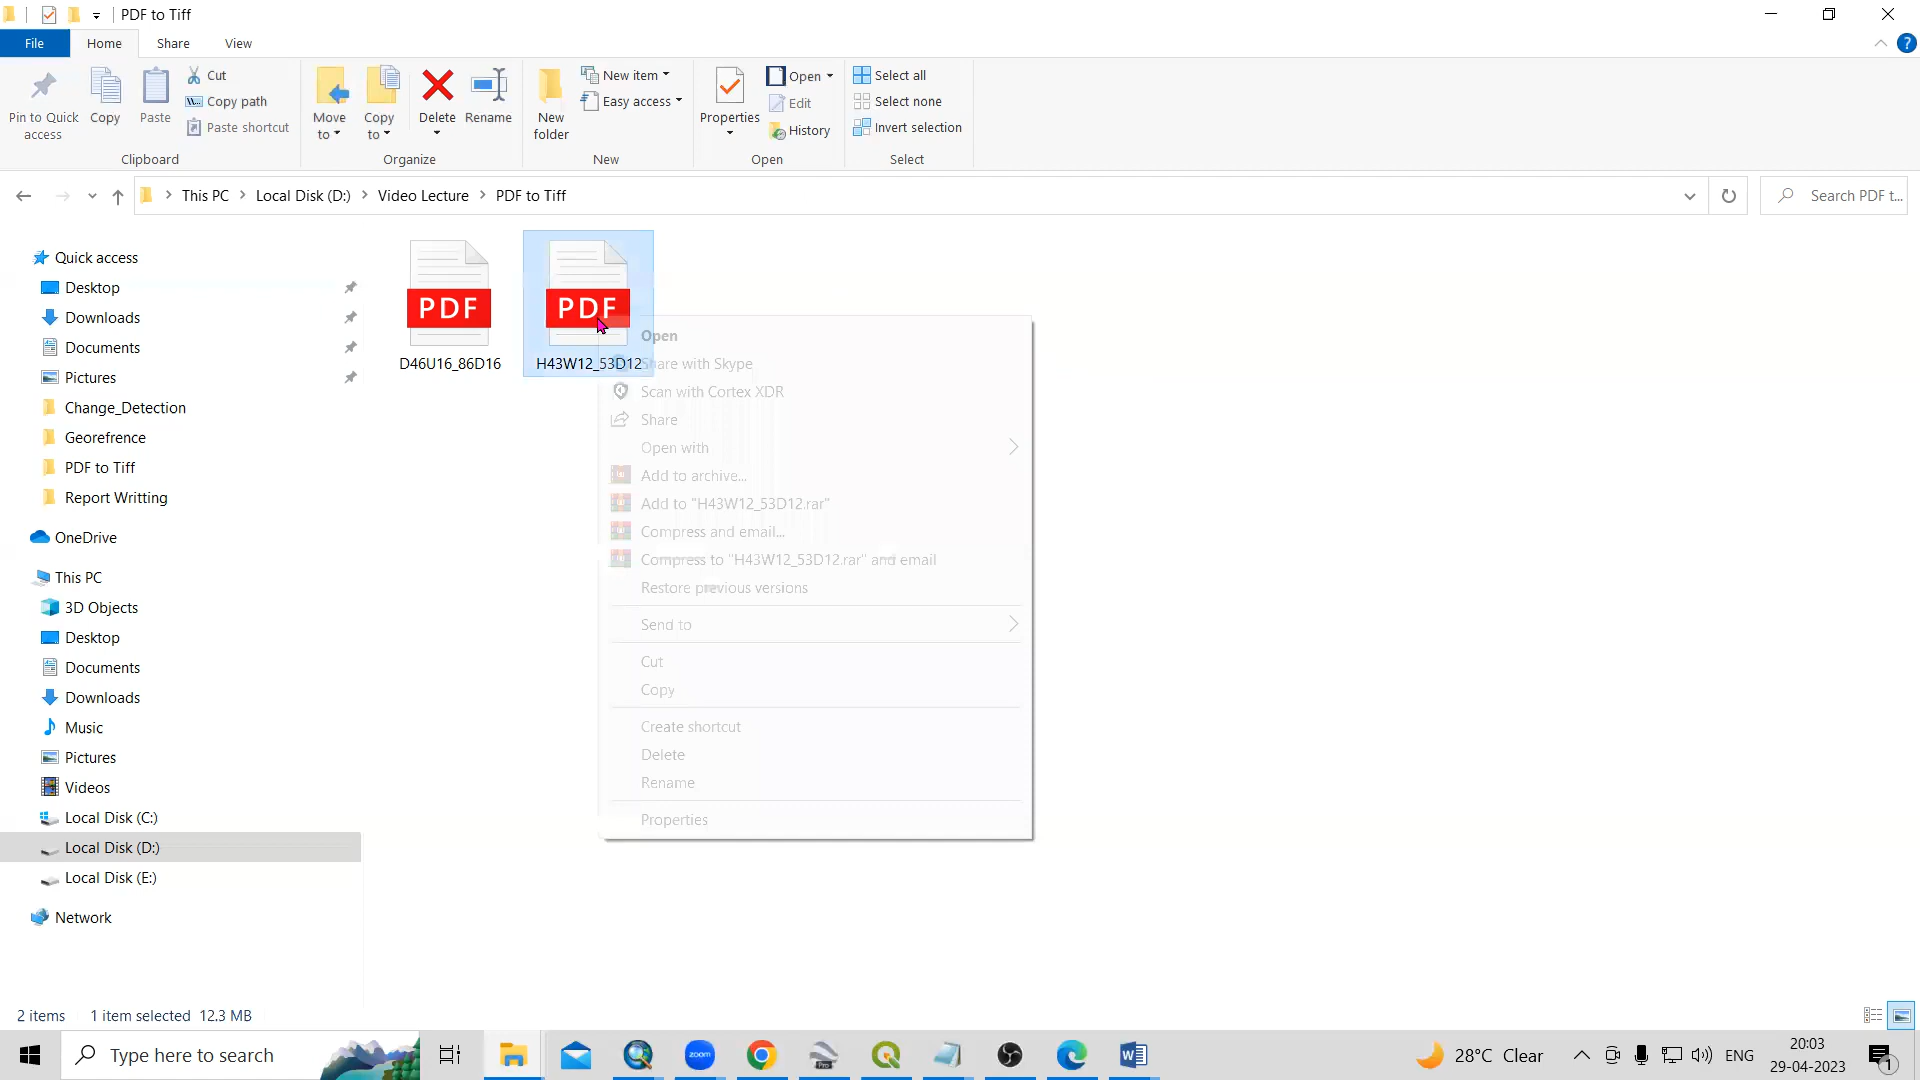 PDF to Tiff
File Home Share View
Pin to Quick access
Copy
Paste
Cut
Copy path
Paste shortcut
Clipboard
Move to
Copy to
Delete
Rename
Organize
New folder
New item
Easy access
New
Properties
Open
Edit
History
Open
Select all
Select none
Invert selection
Select
This PC > Local Disk (D:) > Video Lecture > PDF to Tiff
Search PDF t...
Quick access
Desktop
Downloads
Documents
Pictures
Change_Detection
Georefrence
PDF to Tiff
Report Writting
OneDrive
This PC
3D Objects
Desktop
Documents
Downloads
Music
Pictures
Videos
Local Disk (C:)
Local Disk (D:)
Local Disk (E:)
Network
PDF
D46U16_86D16
PDF
H43W12_53D12
Open
Share with Skype
Scan with Cortex XDR
Share
Open with
Add to archive...
Add to "H43W12_53D12.rar"
Compress and email...
Compress to "H43W12_53D12.rar" and email
Restore previous versions
Send to
Cut
Copy
Create shortcut
Delete
Rename
Properties
2 items 1 item selected 12.3 MB
Type here to search
zoom
Pro
28°C Clear
ENG
20:03
29-04-2023
1